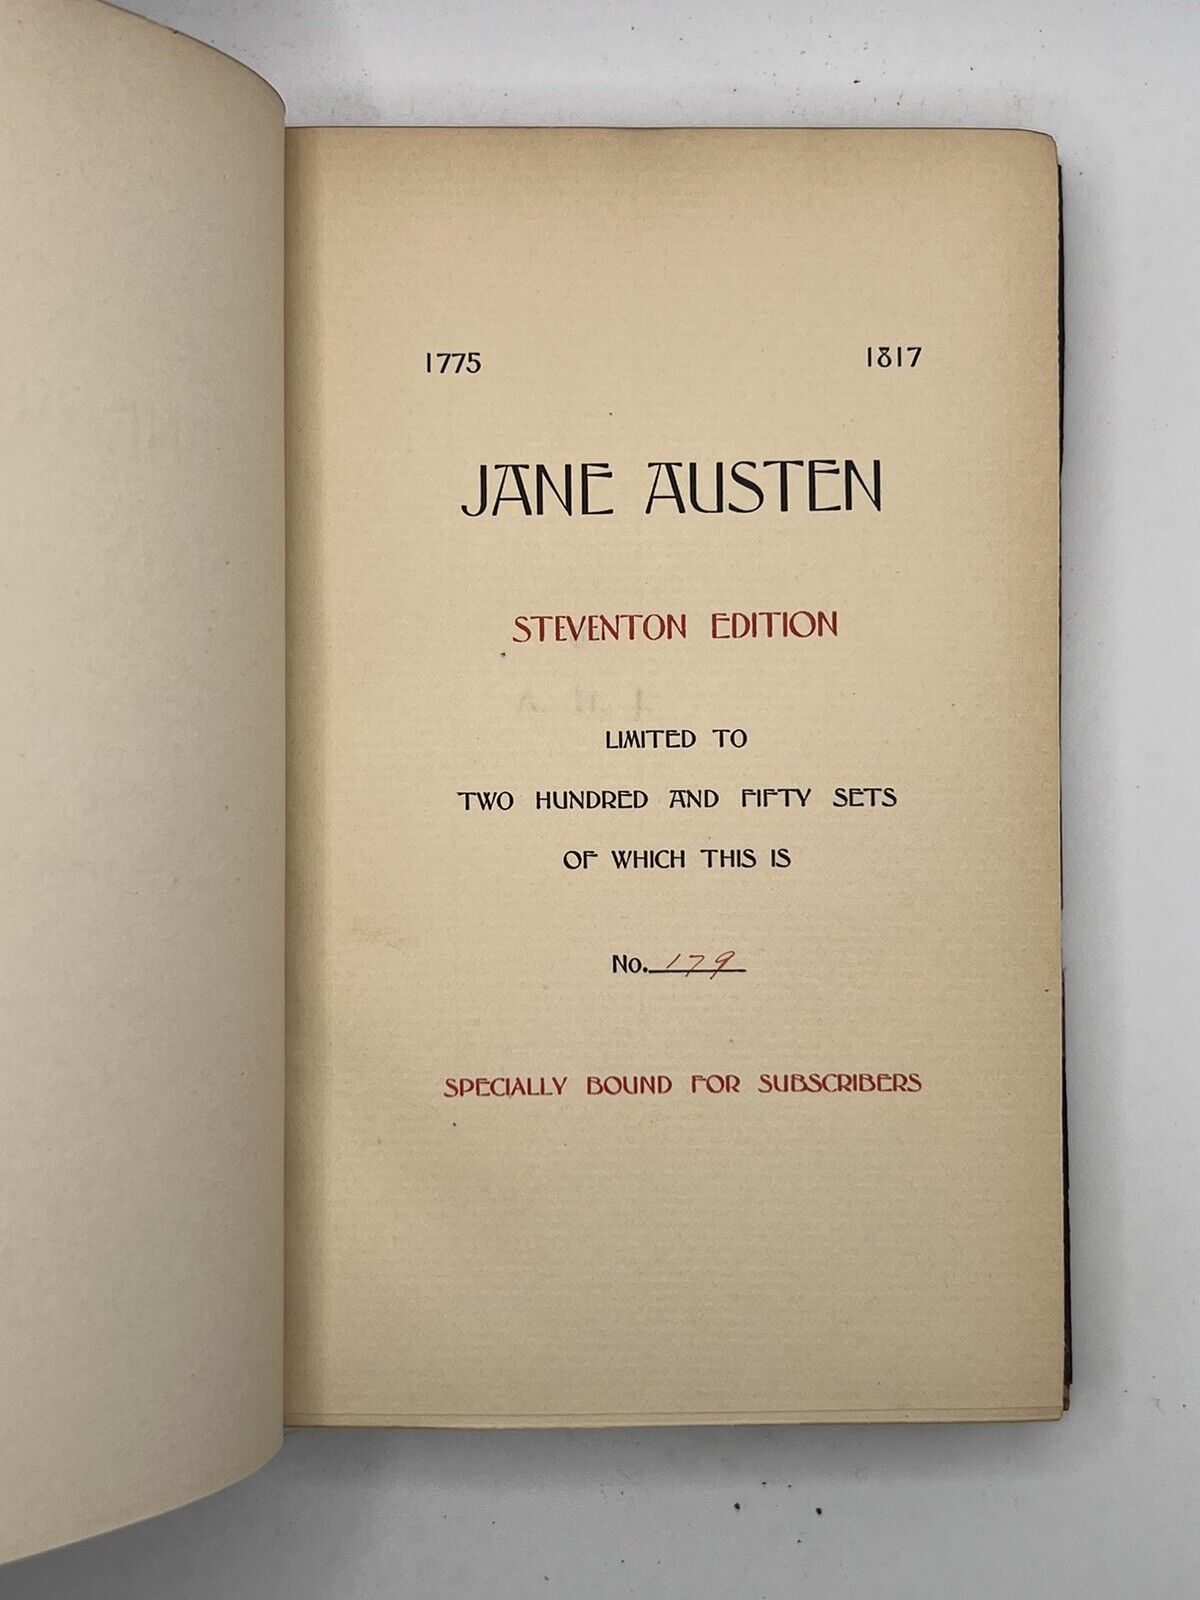 1775 1817
JANE AUSTEN
STEVENTON EDITION
LIMITED TO
TWO HUNDRED AND FIFTY SETS
OF WHICH THIS IS
No. 179
SPECIALLY BOUND FOR SUBSCRIBERS